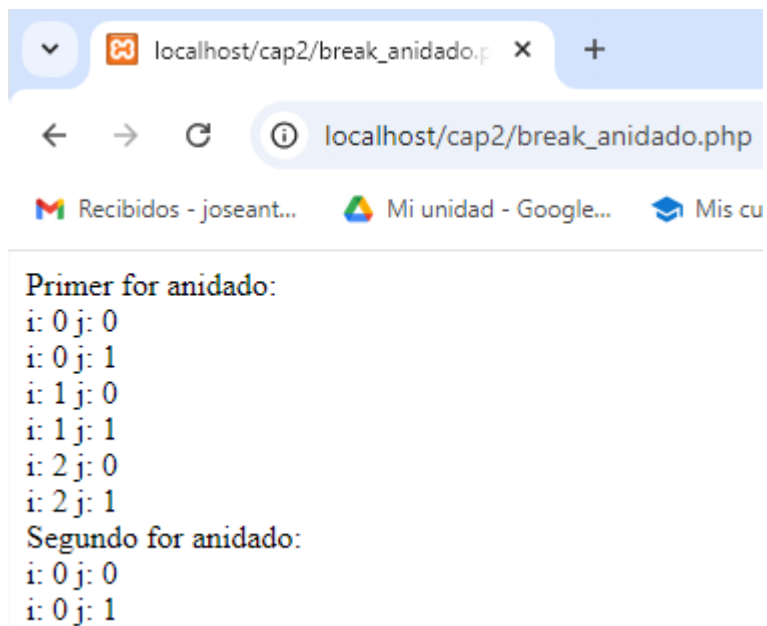 localhost/cap2/break_anidado.p
localhost/cap2/break_anidado.php
Recibidos - joseant... Mi unidad - Google... Mis cu
Primer for anidado:
i: 0 j: 0
i: 0 j: 1
i: 1 j: 0
i: 1 j: 1
i: 2 j: 0
i: 2 j: 1
Segundo for anidado:
i: 0 j: 0
i: 0 j: 1